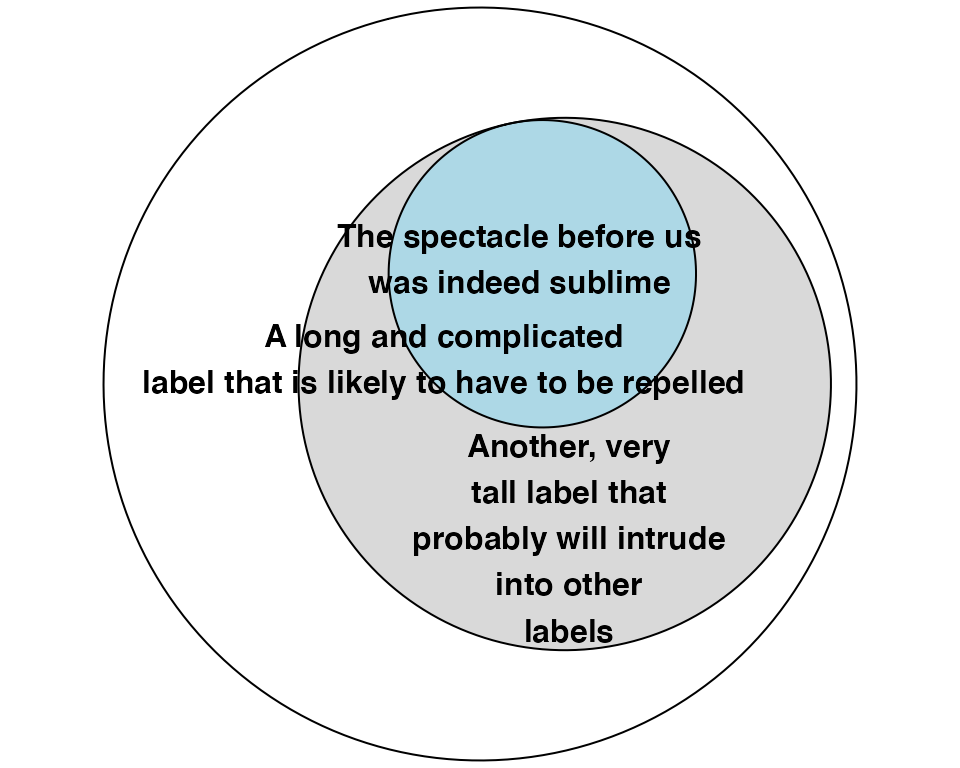 The spectacle before us
was indeed sublime
A long and complicated
label that is likely to have to be repelled
Another, very
tall label that
probably will intrude
into other
labels